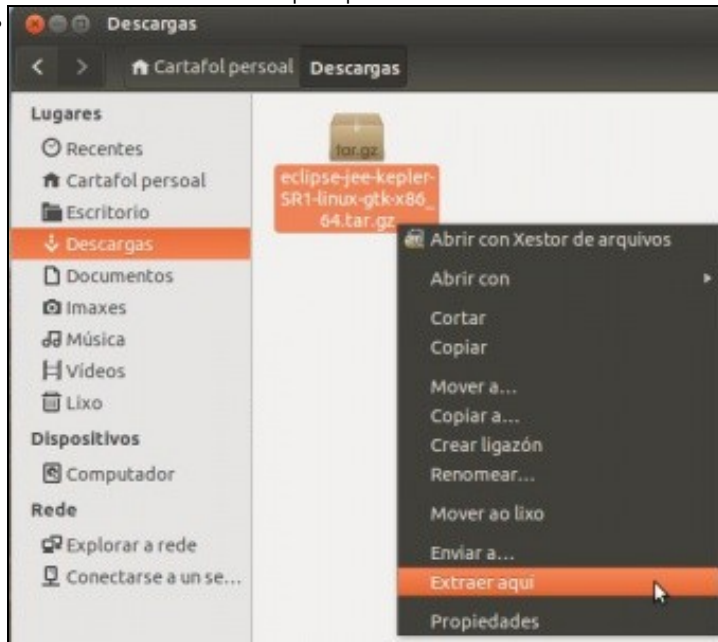 Descargas
Cartafol persoal Descargas
Lugares
Recentes
Cartafol persoal
Escritorio
Descargas
Documentos
Imaxes
Música
Vídeos
Lixo
Dispositivos
Computador
Rede
Explorar a rede
Conectarse a un se...
tar.gz
eclipse-jee-kepler-
SR1-linux-gtk-x86_
64.tar.gz
Abrir con Xestor de arquivos
Abrir con
Cortar
Copiar
Mover a...
Copiar a...
Crear ligazón
Renomear...
Mover ao lixo
Enviar a...
Extraer aquí
Propiedades